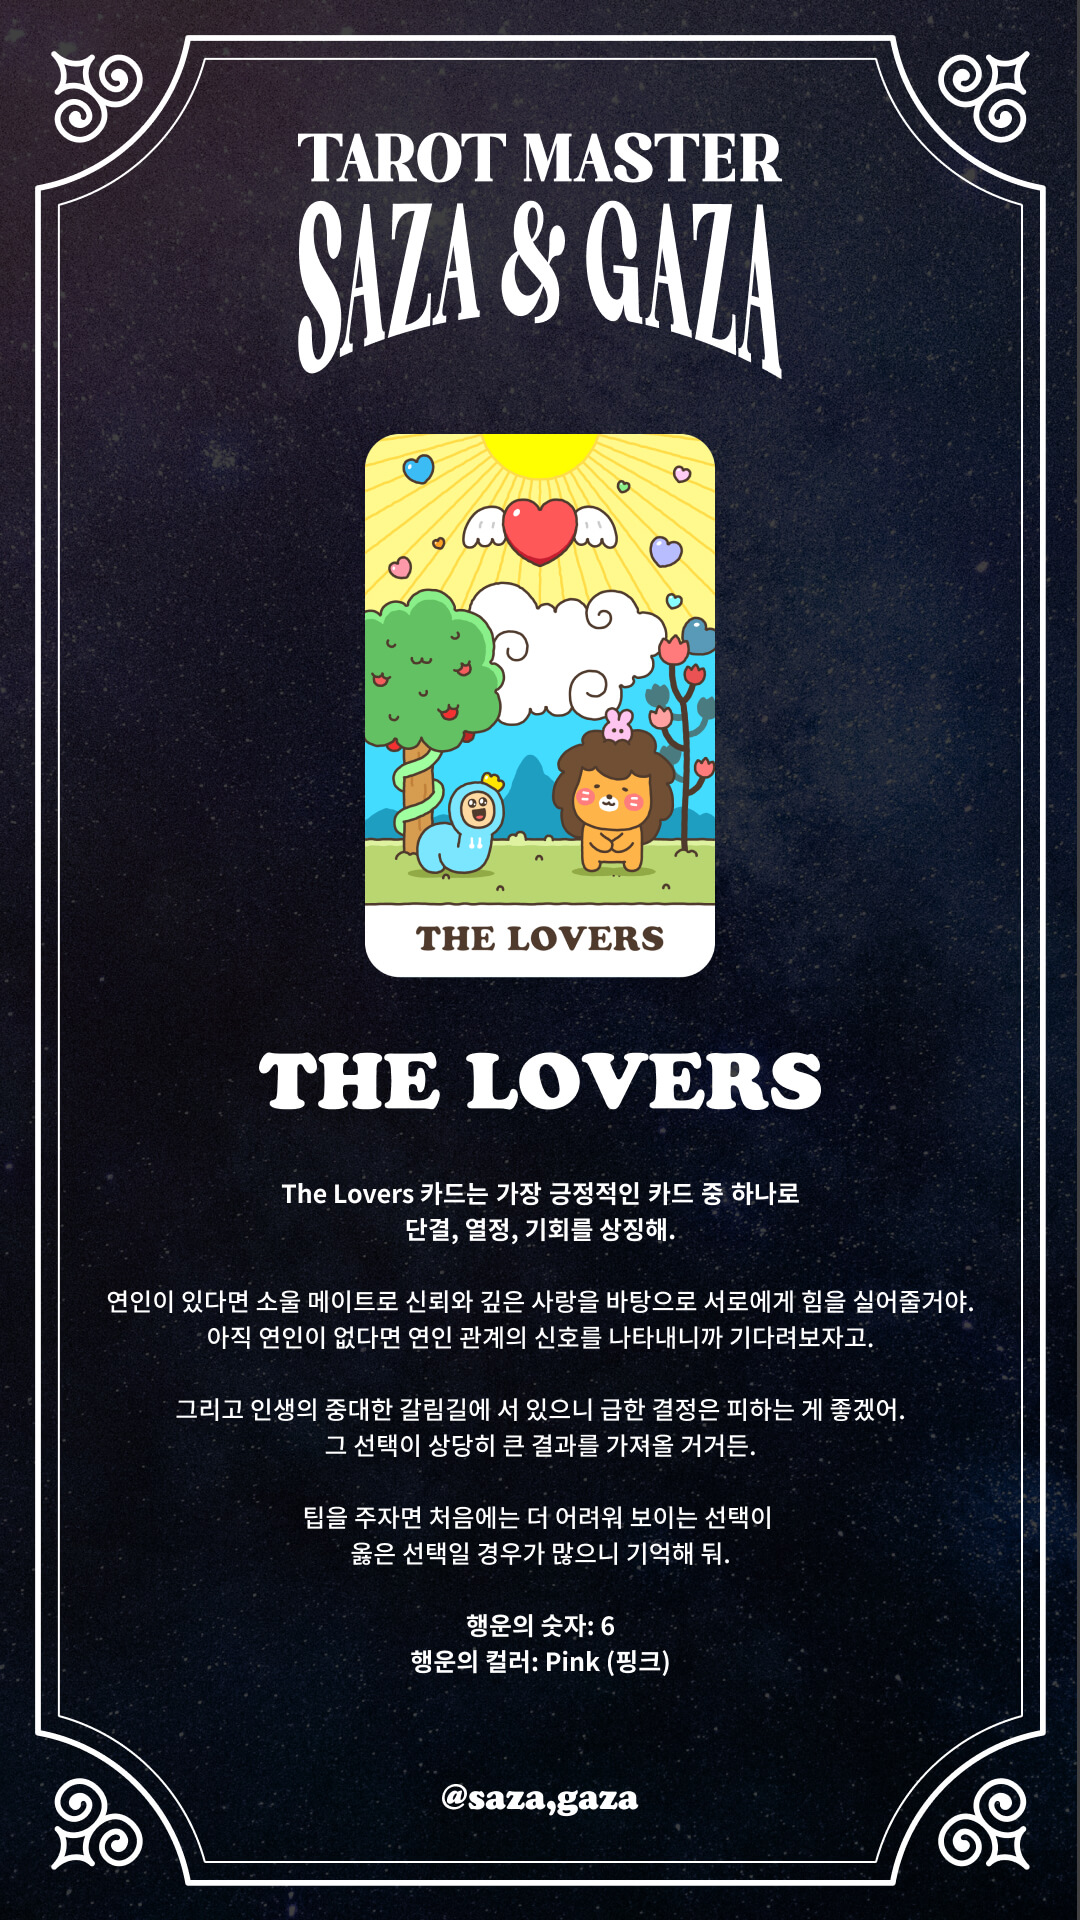 TAROT MASTER
SAZA & GAZA
THE LOVERS
THE LOVERS
The Lovers 카드는 가장 긍정적인 카드 중 하나로
단결, 열정, 기회를 상징해.
연인이 있다면 소울 메이트로 신뢰와 깊은 사랑을 바탕으로 서로에게 힘을 실어줄거야.
아직 연인이 없다면 연인 관계의 신호를 나타내니까 기다려보자고.
그리고 인생의 중대한 갈림길에 서 있으니 급한 결정은 피하는 게 좋겠어.
그 선택이 상당히 큰 결과를 가져올 거거든.
팁을 주자면 처음에는 더 어려워 보이는 선택이
옳은 선택일 경우가 많으니 기억해 둬.
행운의 숫자: 6
행운의 컬러: Pink (핑크)
@saza,gaza